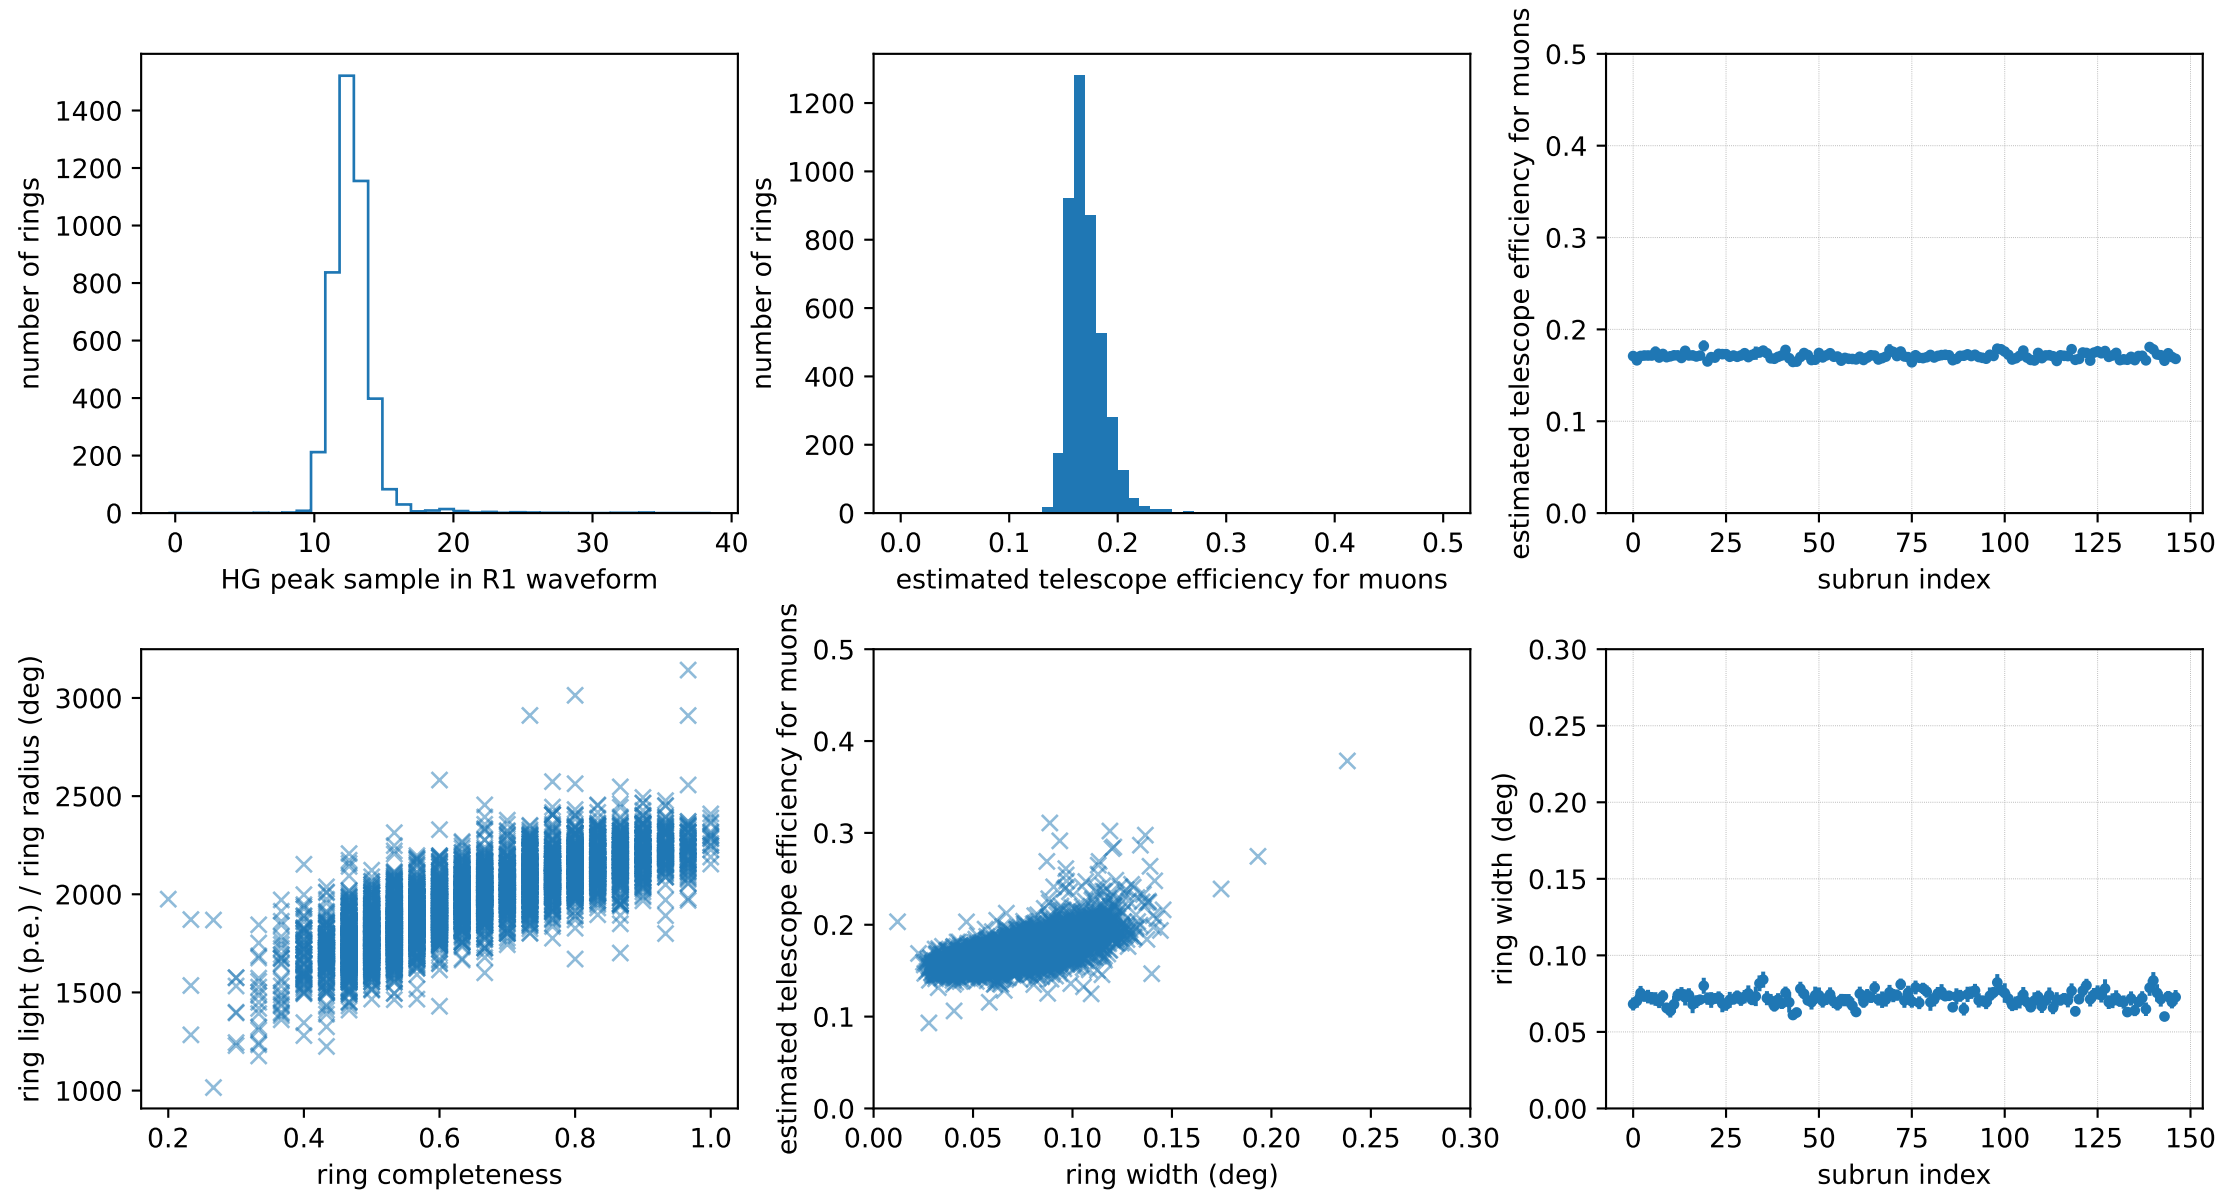 number of rings
1400
1200
1000
800
600
400
200
0
0 10 20 30 40
HG peak sample in R1 waveform
number of rings
1200
1000
800
600
400
200
0
0.0 0.1 0.2 0.3 0.4 0.5
estimated telescope efficiency for muons
estimated telescope efficiency for muons
0.5
0.4
0.3
0.2
0.1
0.0
0 25 50 75 100 125 150
subrun index
ring light (p.e.) / ring radius (deg)
3000
2500
2000
1500
1000
0.2 0.4 0.6 0.8 1.0
ring completeness
estimated telescope efficiency for muons
0.5
0.4
0.3
0.2
0.1
0.0
0.00 0.05 0.10 0.15 0.20 0.25 0.30
ring width (deg)
ring width (deg)
0.30
0.25
0.20
0.15
0.10
0.05
0.00
0 25 50 75 100 125 150
subrun index